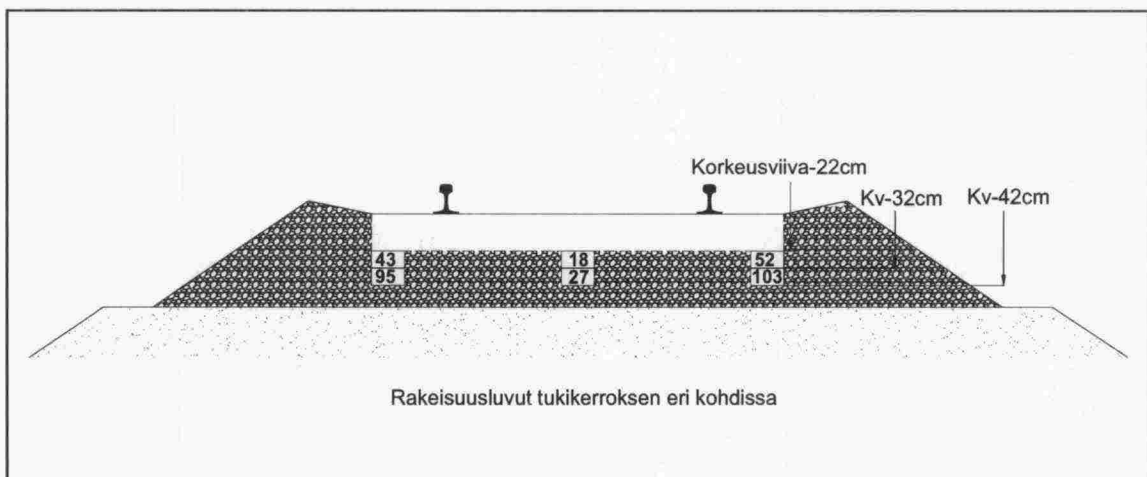 Korkeusviiva-22cm
Kv-32cm
Kv-42cm
43 18 52
95 27 103
Rakeisuusluvut tukikerroksen eri kohdissa